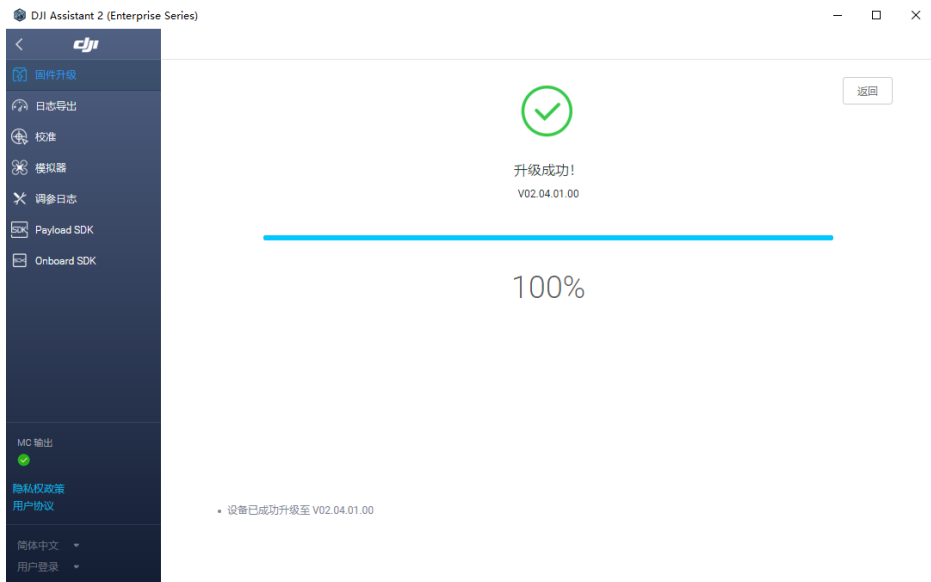 DJI Assistant 2 (Enterprise Series)
dji
固件升级
日志导出
校准
模拟器
调参日志
SDK Payload SDK
SDK Onboard SDK
MC 输出
隐私权政策
用户协议
简体中文
用户登录
返回
升级成功!
V02.04.01.00
100%
设备已成功升级至 V02.04.01.00